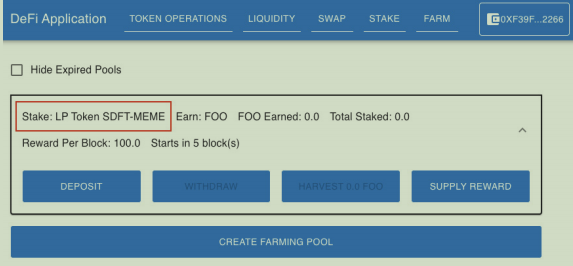 DeFi Application TOKEN OPERATIONS LIQUIDITY SWAP STAKE FARM 0XF39F...2266
Hide Expired Pools
Stake: LP Token SDFT-MEME Earn: FOO FOO Earned: 0.0 Total Staked: 0.0
Reward Per Block: 100.0 Starts in 5 block(s)
DEPOSIT WITHDRAW HARVEST 0.0 FOO SUPPLY REWARD
CREATE FARMING POOL